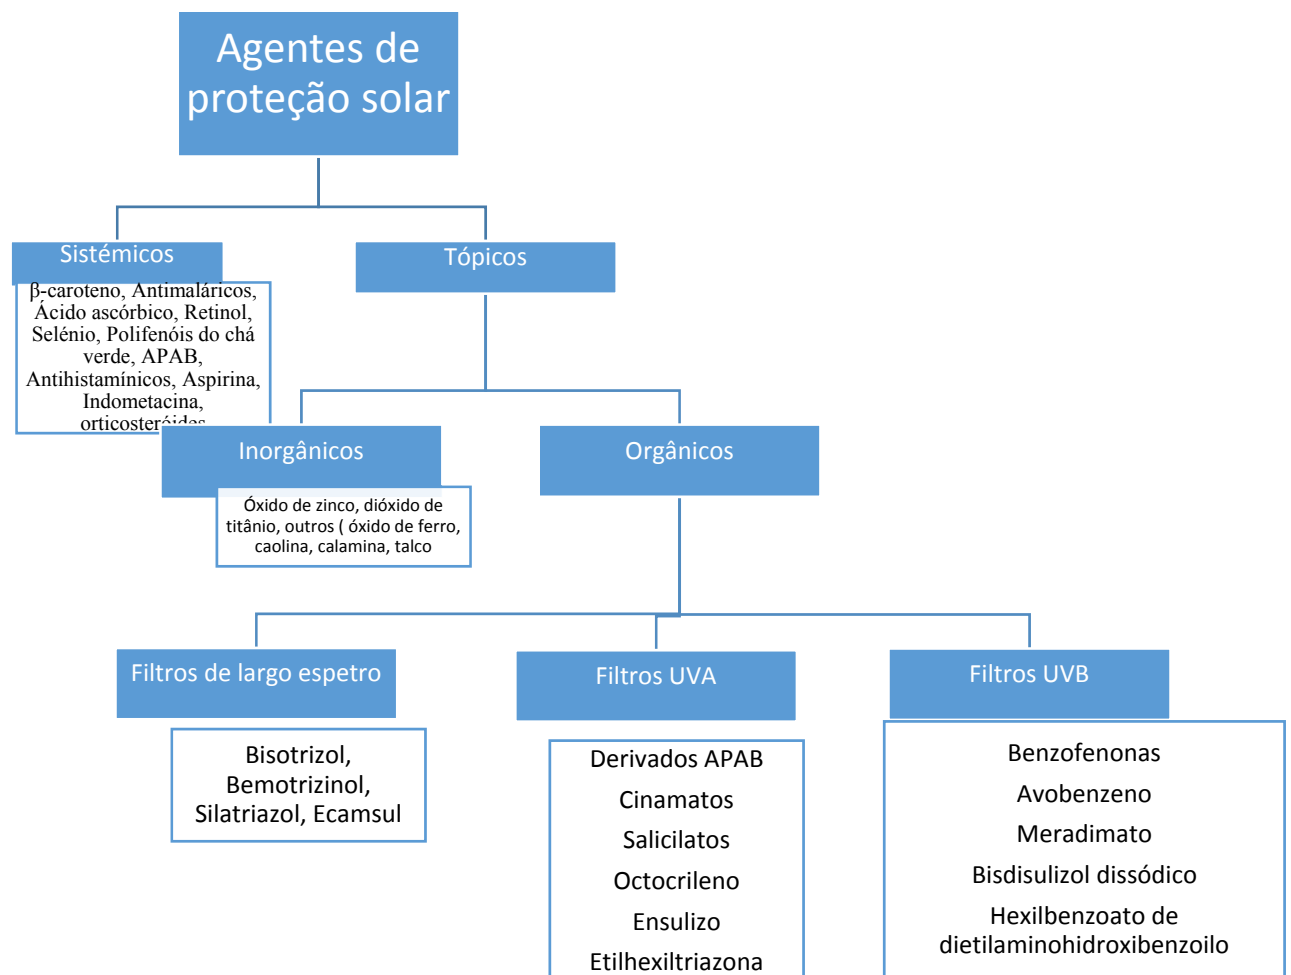 Agentes de
proteção solar
Sistémicos
Tópicos
β-caroteno, Antimaláricos,
Ácido ascórbico, Retinol,
Selénio, Polifenóis do chá
verde, APAB,
Antihistamínicos, Aspirina,
Indometacina,
orticosteróides
Inorgânicos
Orgânicos
Óxido de zinco, dióxido de
titânio, outros ( óxido de ferro,
caolina, calamina, talco
Filtros de largo espetro
Filtros UVA
Filtros UVB
Bisotrizol,
Bemotrizinol,
Silatriazol, Ecamsul
Derivados APAB
Cinamatos
Salicilatos
Octocrileno
Ensulizo
Etilhexiltriazona
Benzofenonas
Avobenzeno
Meradimato
Bisdisulizol dissódico
Hexilbenzoato de
dietilaminohidroxibenzoilo